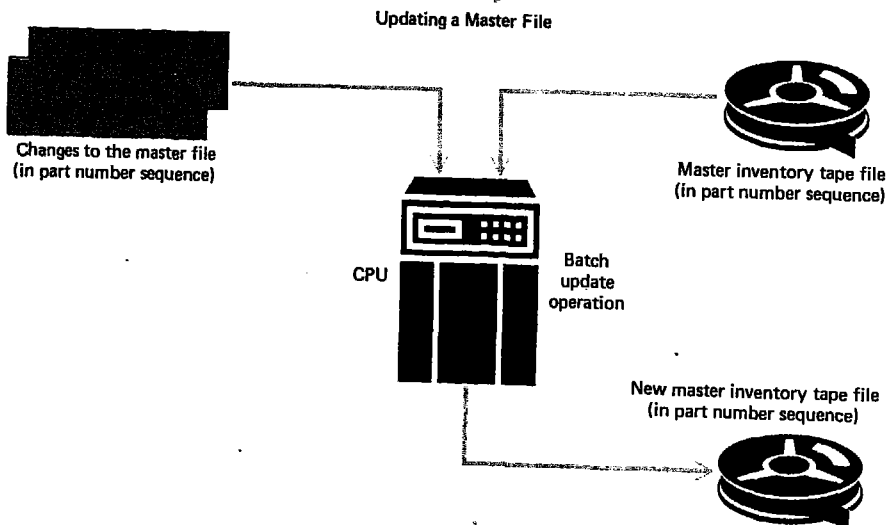 Updating a Master File
Changes to the master file
(in part number sequence)
Master inventory tape file
(in part number sequence)
CPU
Batch
update
operation
New master inventory tape file
(in part number sequence)